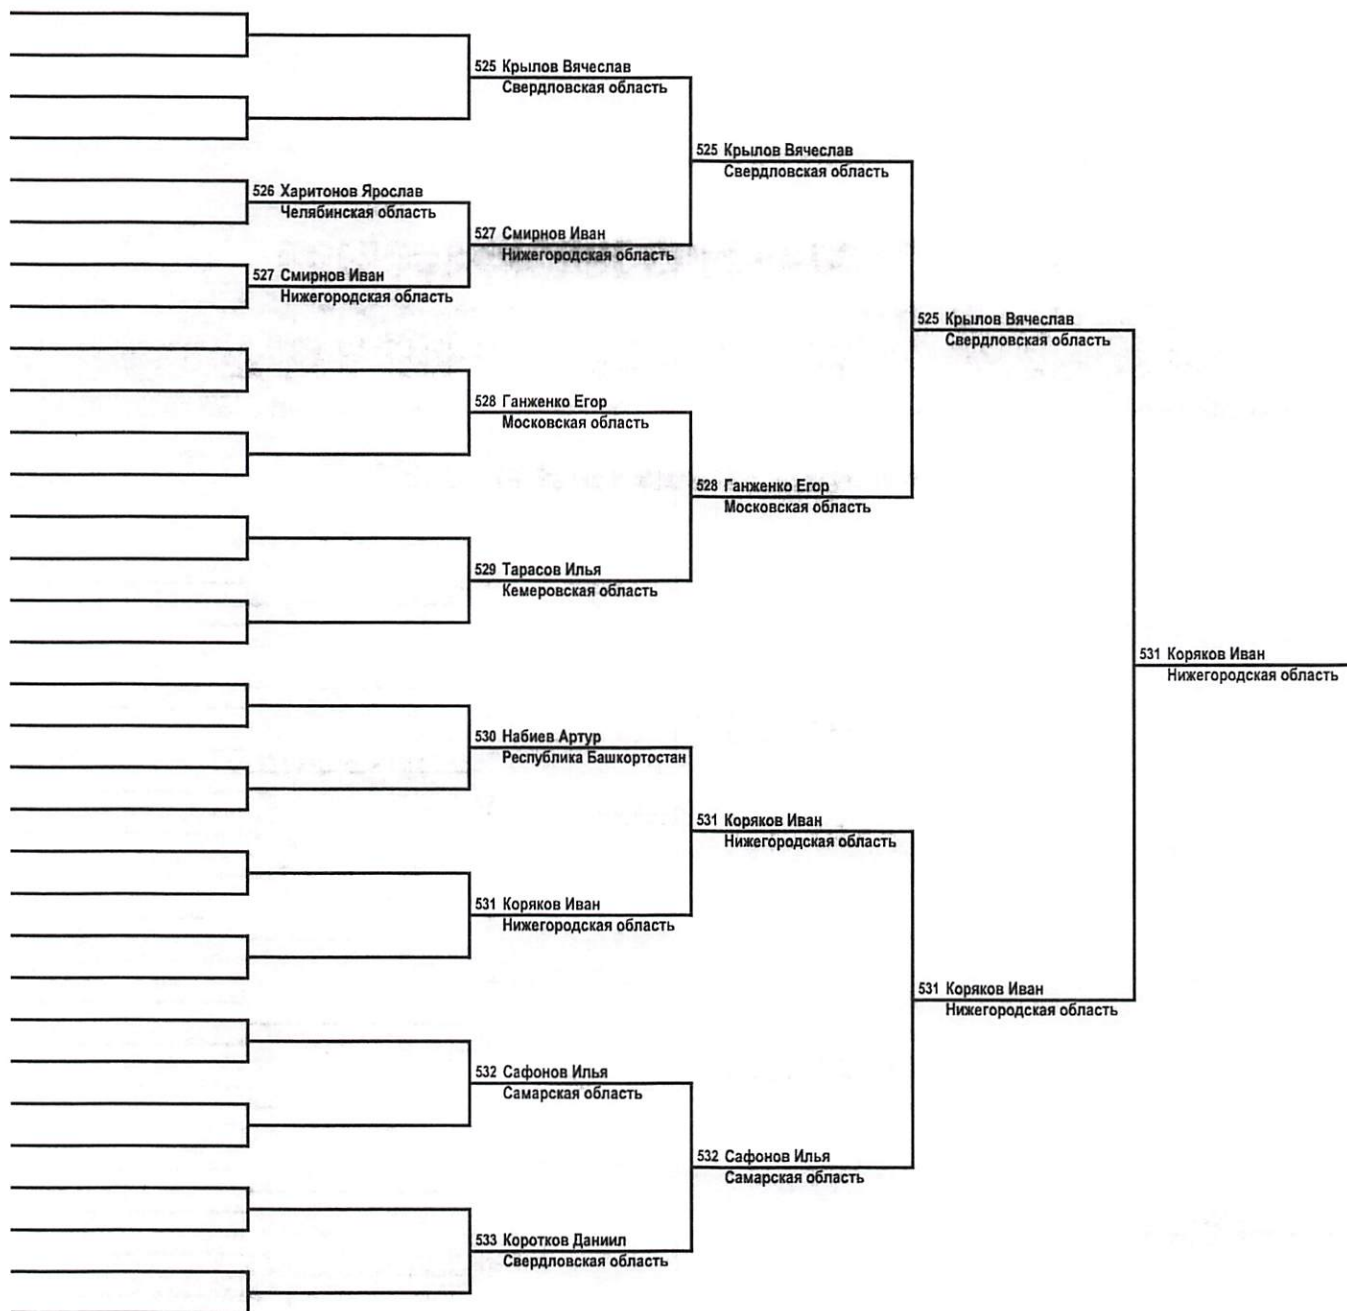 525 Крылов Вячеслав
Свердловская область
525 Крылов Вячеслав
Свердловская область
526 Харитонов Ярослав
Челябинская область
527 Смирнов Иван
Нижегородская область
527 Смирнов Иван
Нижегородская область
525 Крылов Вячеслав
Свердловская область
528 Ганженко Егор
Московская область
528 Ганженко Егор
Московская область
529 Тарасов Илья
Кемеровская область
531 Коряков Иван
Нижегородская область
530 Набиев Артур
Республика Башкортостан
531 Коряков Иван
Нижегородская область
531 Коряков Иван
Нижегородская область
531 Коряков Иван
Нижегородская область
532 Сафонов Илья
Самарская область
532 Сафонов Илья
Самарская область
533 Коротков Даниил
Свердловская область